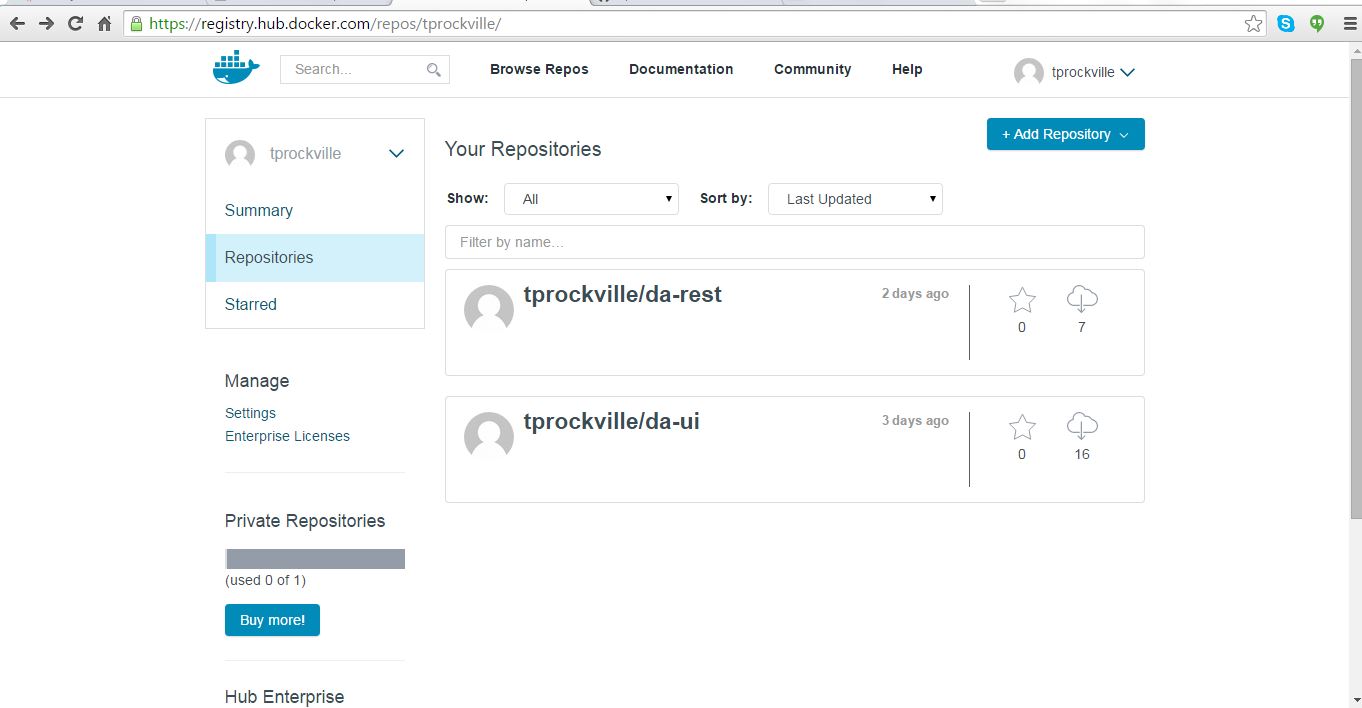 https://registry.hub.docker.com/repos/tprockville/
Search...
Browse Repos
Documentation
Community
Help
tprockville
tprockville
Summary
Repositories
Starred
Manage
Settings
Enterprise Licenses
Private Repositories
(used 0 of 1)
Buy more!
Hub Enterprise
+ Add Repository
Your Repositories
Show: All Sort by: Last Updated
Filter by name...
tprockville/da-rest
2 days ago
0 7
tprockville/da-ui
3 days ago
0 16